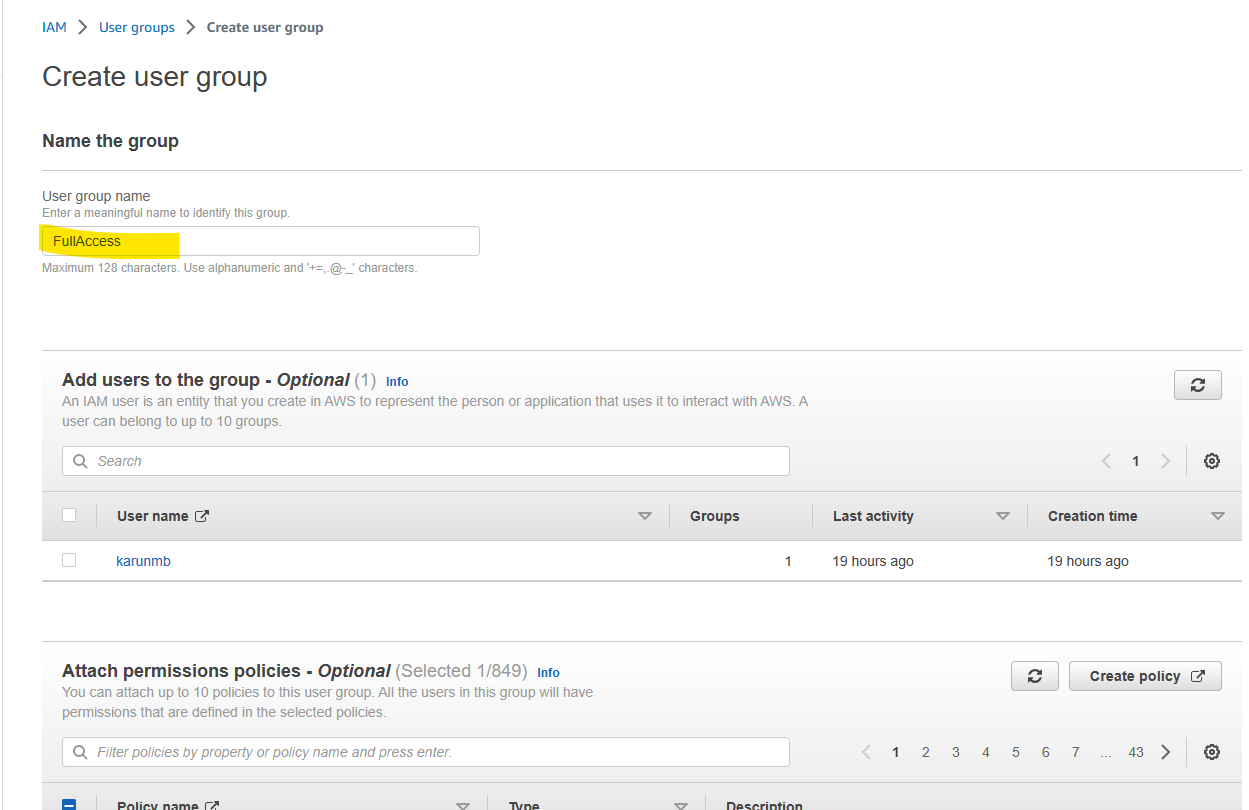 IAM > User groups > Create user group
Create user group
Name the group
User group name
Enter a meaningful name to identify this group.
FullAccess
Maximum 128 characters. Use alphanumeric and '+=,.@-_' characters.
Add users to the group - Optional (1) Info
An IAM user is an entity that you create in AWS to represent the person or application that uses it to interact with AWS. A
user can belong to up to 10 groups.
Search
1
User name Groups Last activity Creation time
karunmb 1 19 hours ago 19 hours ago
Attach permissions policies - Optional (Selected 1/849) Info
You can attach up to 10 policies to this user group. All the users in this group will have
permissions that are defined in the selected policies.
Create policy
Filter policies by property or policy name and press enter.
1 2 3 4 5 6 7 ... 43
Policy name Type Description